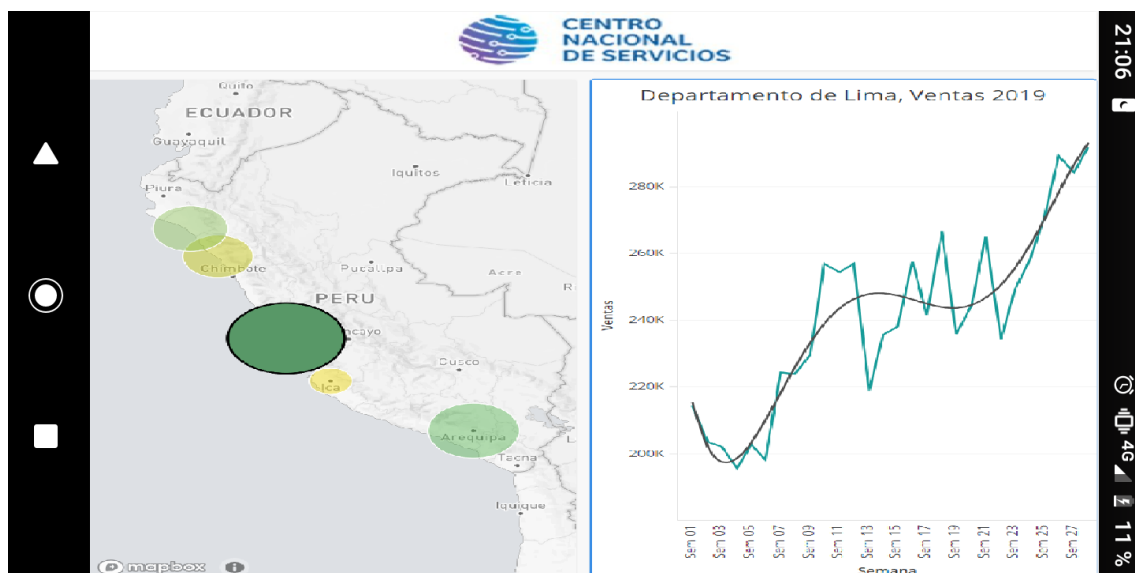 CENTRO
NACIONAL
DE SERVICIOS
Quito
ECUADOR
Guayaquil
Iquitos
Leticia
Piura
Chimbote
Pucallpa
Acre
PERU
ncayo
Cusco
Ica
Arequipa
Tacna
Iquique
mapbox
Departamento de Lima, Ventas 2019
280K
260K
240K
220K
200K
Ventas
Sem 01
Sem 03
Sem 05
Sem 07
Sem 09
Sem 11
Sem 13
Sem 15
Sem 17
Sem 19
Sem 21
Sem 23
Sem 25
Sem 27
Semana
21:06
4G
11 %